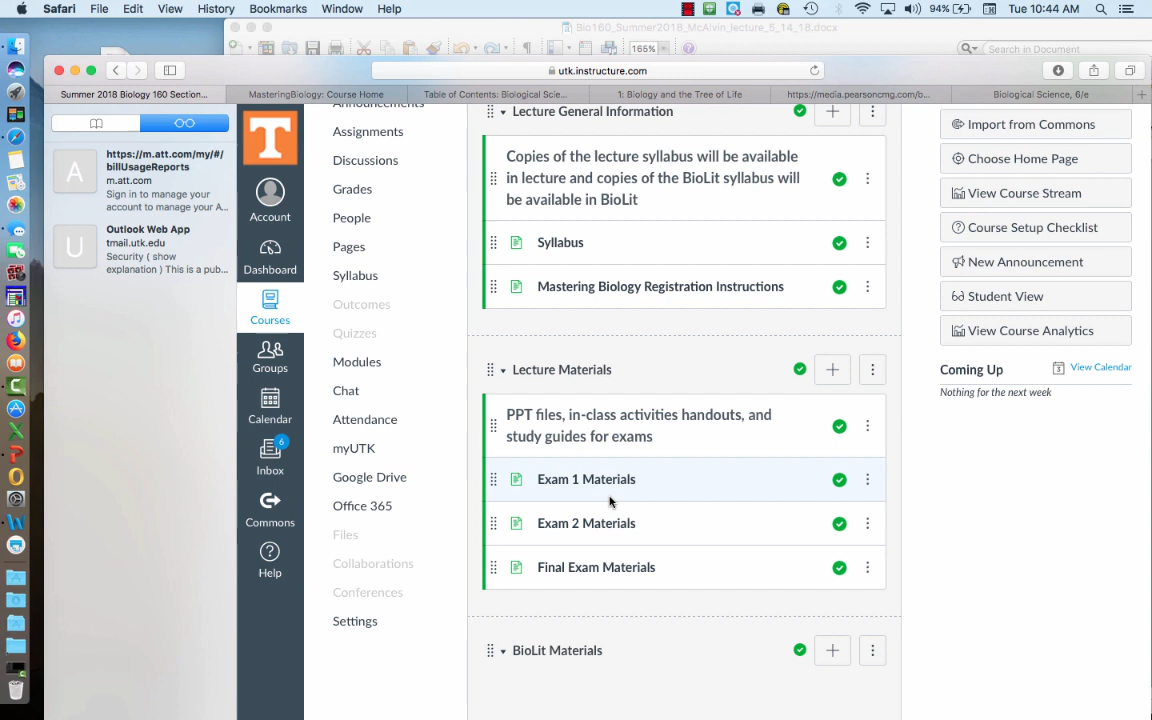 Safari File Edit View History Bookmarks Window Help 94% Tue 10:44 AM
Bio160_Summer2018_McAlvin_lecture_5_14_18.docx
165% Search in Document
utk.instructure.com
Summer 2018 Biology 160 Section... MasteringBiology: Course Home Table of Contents: Biological Scie... 1: Biology and the Tree of Life https://media.pearsoncmg.com/b... Biological Science, 6/e
A
https://m.att.com/my/#/
billUsageReports
m.att.com
Sign in to manage your
account to manage your A...
U
Outlook Web App
tmail.utk.edu
Security ( show
explanation ) This is a pub...
T
Account
Dashboard
Courses
Groups
Calendar
6
Inbox
Commons
Help
Announcements
Assignments
Discussions
Grades
People
Pages
Syllabus
Outcomes
Quizzes
Modules
Chat
Attendance
myUTK
Google Drive
Office 365
Files
Collaborations
Conferences
Settings
Lecture General Information
Copies of the lecture syllabus will be available
in lecture and copies of the BioLit syllabus will
be available in BioLit
Syllabus
Mastering Biology Registration Instructions
Lecture Materials
PPT files, in-class activities handouts, and
study guides for exams
Exam 1 Materials
Exam 2 Materials
Final Exam Materials
BioLit Materials
Import from Commons
Choose Home Page
View Course Stream
Course Setup Checklist
New Announcement
Student View
View Course Analytics
Coming Up View Calendar
Nothing for the next week